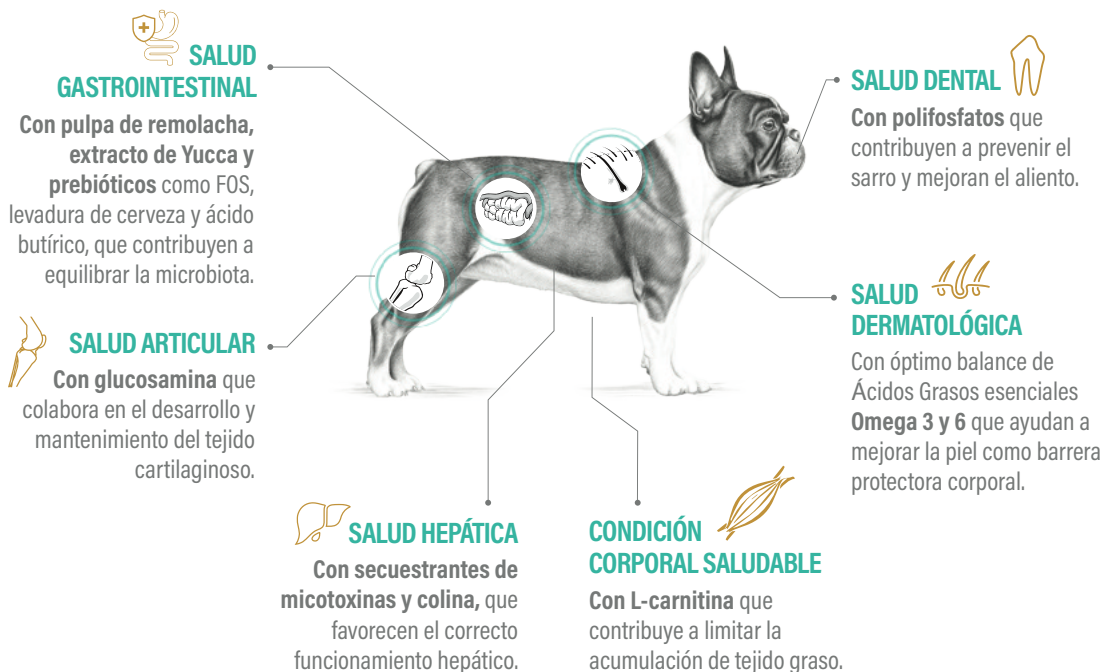 SALUD
GASTROINTESTINAL
Con pulpa de remolacha,
extracto de Yucca y
prebióticos como FOS,
levadura de cerveza y ácido
butírico, que contribuyen a
equilibrar la microbiota.
SALUD ARTICULAR
Con glucosamina que
colabora en el desarrollo y
mantenimiento del tejido
cartilaginoso.
SALUD HEPÁTICA
Con secuestrantes de
micotoxinas y colina, que
favorecen el correcto
funcionamiento hepático.
CONDICIÓN
CORPORAL SALUDABLE
Con L-carnitina que
contribuye a limitar la
acumulación de tejido graso.
SALUD DENTAL
Con polifosfatos que
contribuyen a prevenir el
sarro y mejoran el aliento.
SALUD
DERMATOLÓGICA
Con óptimo balance de
Ácidos Grasos esenciales
Omega 3 y 6 que ayudan a
mejorar la piel como barrera
protectora corporal.